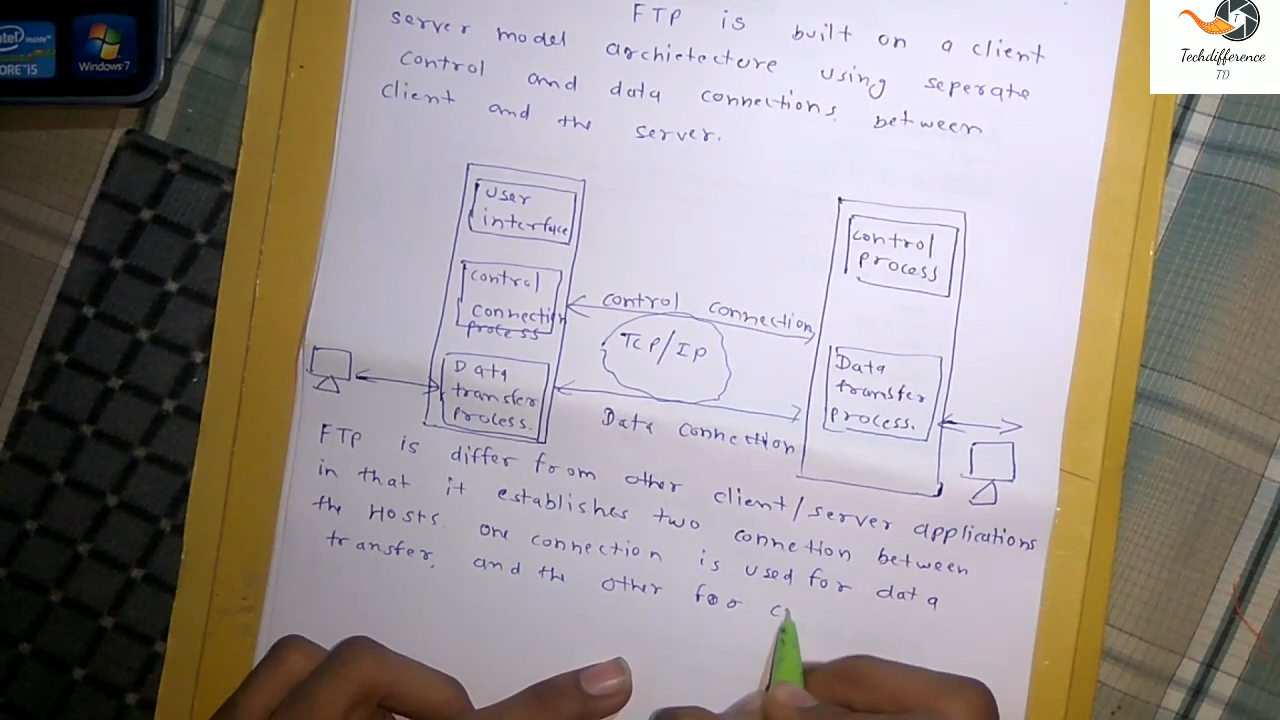 intel inside
CORE i5
Windows 7
Techdifference
TD
FTP is built on a client
server model archietecture using seperate
control and data connections between
client and the server.
User
interface
control
connection
process
Data
transfer
process.
control connection
TCP/IP
Data connection
control
process
Data
transfer
process.
FTP is differ from other client/server applications
in that it establishes two connetion between
the Hosts. one connection is used for data
transfer, and the other for c